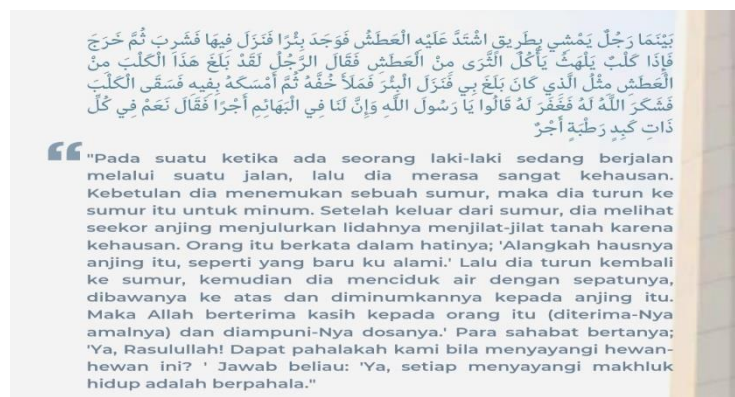 بَيْنَمَا رَجُلٌ يَمْشِي بِطَرِيقٍ اشْتَدَّ عَلَيْهِ الْعَطَشُ فَوَجَدَ بِئْرًا فَنَزَلَ فِيهَا فَشَرِبَ ثُمَّ خَرَجَ
فَإِذَا كَلْبٌ يَلْهَثُ يَأْكُلُ الثَّرَى مِنْ الْعَطَشِ فَقَالَ الرَّجُلُ لَقَدْ بَلَغَ هَذَا الْكَلْبَ مِنْ
الْعَطَشِ مِثْلُ الَّذِي كَانَ بَلَغَ بِي فَنَزَلَ الْبِئْرَ فَمَلَأَ خُفَّهُ ثُمَّ أَمْسَكَهُ بِفِيهِ فَسَقَى الْكَلْبَ
فَشَكَرَ اللَّهُ لَهُ فَغَفَرَ لَهُ قَالُوا يَا رَسُولَ اللَّهِ وَإِنَّ لَنَا فِي الْبَهَائِمِ أَجْرًا فَقَالَ نَعَمْ فِي كُلِّ
ذَاتِ كَبِدٍ رَطْبَةٍ أَجْرٌ
"Pada suatu ketika ada seorang laki-laki sedang berjalan
melalui suatu jalan, lalu dia merasa sangat kehausan.
Kebetulan dia menemukan sebuah sumur, maka dia turun ke
sumur itu untuk minum. Setelah keluar dari sumur, dia melihat
seekor anjing menjulurkan lidahnya menjilat-jilat tanah karena
kehausan. Orang itu berkata dalam hatinya; 'Alangkah hausnya
anjing itu, seperti yang baru ku alami.' Lalu dia turun kembali
ke sumur, kemudian dia menciduk air dengan sepatunya,
dibawanya ke atas dan diminumkannya kepada anjing itu.
Maka Allah berterima kasih kepada orang itu (diterima-Nya
amalnya) dan diampuni-Nya dosanya.' Para sahabat bertanya;
'Ya, Rasulullah! Dapat pahalakah kami bila menyayangi hewan-
hewan ini? ' Jawab beliau: 'Ya, setiap menyayangi makhluk
hidup adalah berpahala."